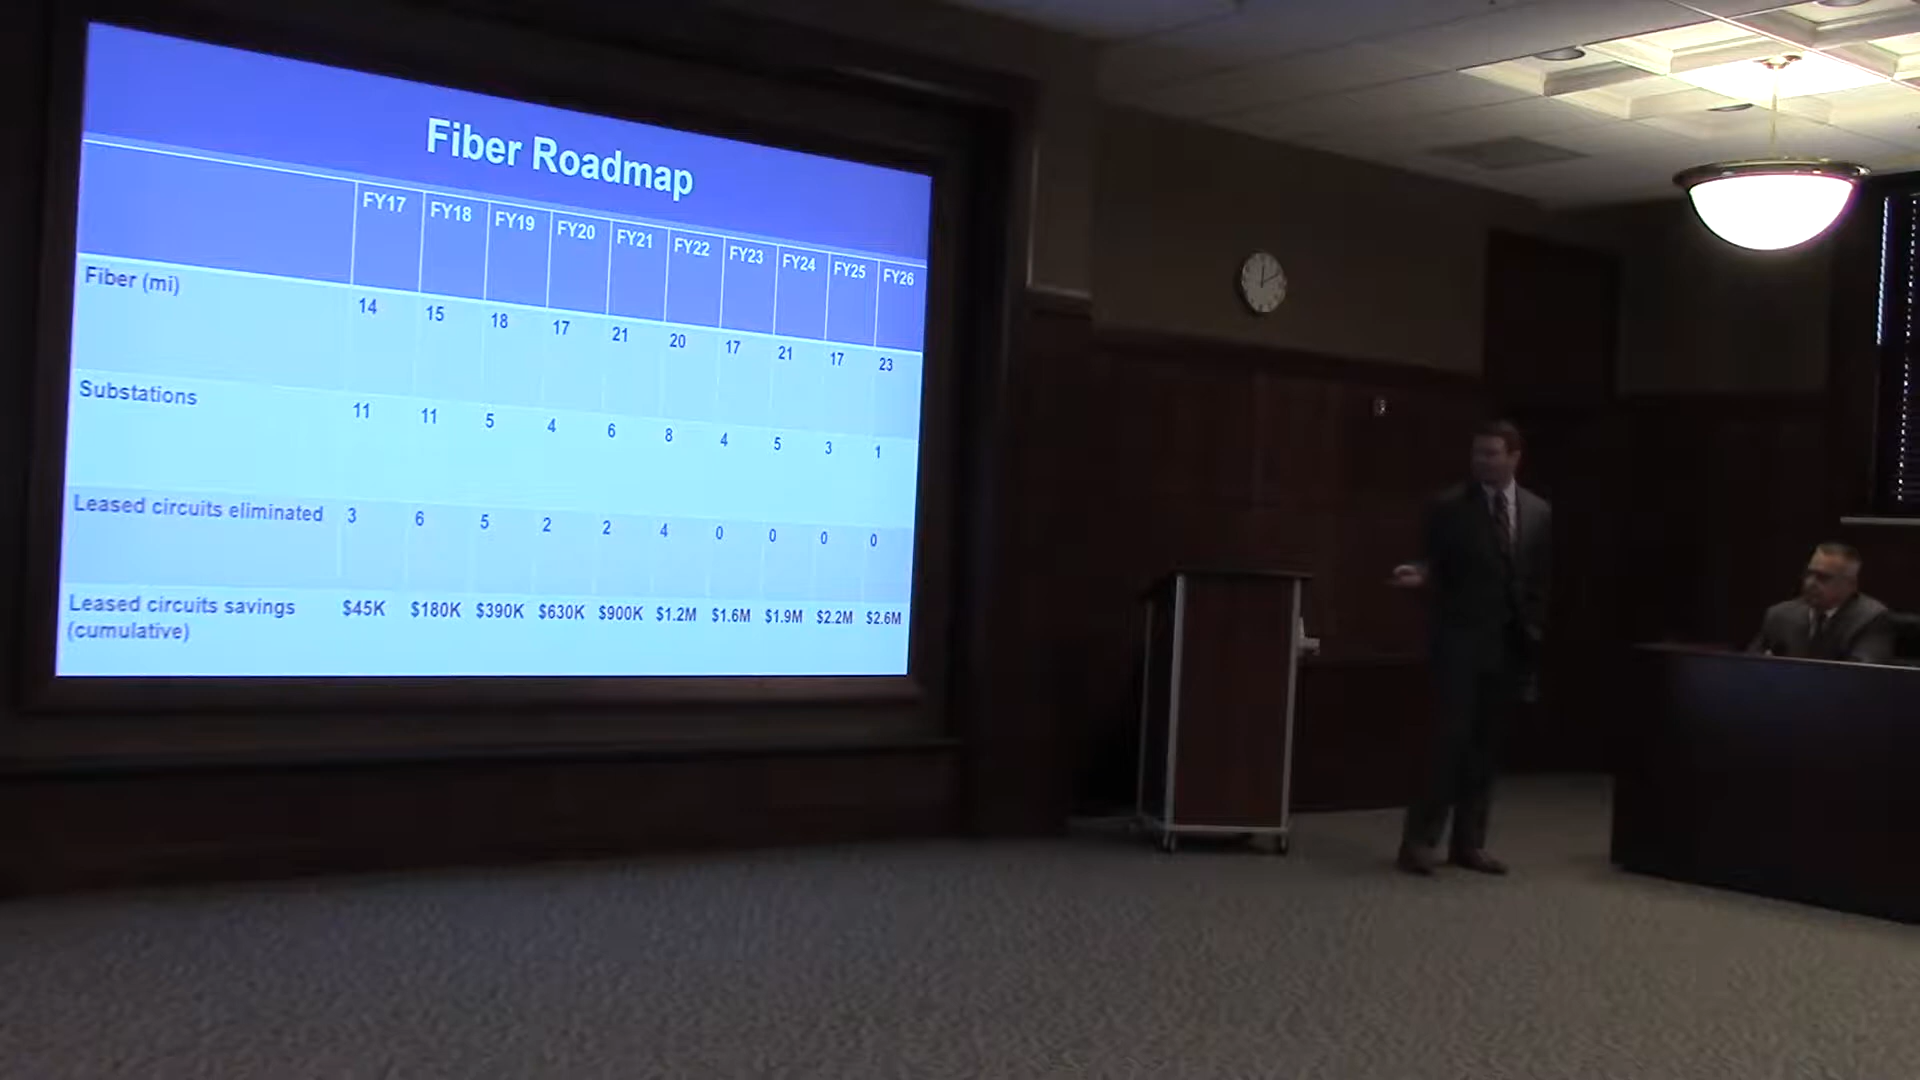 Fiber Roadmap
FY17 FY18 FY19 FY20 FY21 FY22 FY23 FY24 FY25 FY26
Fiber (mi) 14 15 18 17 21 20 17 21 17 23
Substations 11 11 5 4 6 8 4 5 3 1
Leased circuits eliminated 3 6 5 2 2 4 0 0 0 0
Leased circuits savings $45K $180K $390K $630K $900K $1.2M $1.6M $1.9M $2.2M $2.6M
(cumulative)